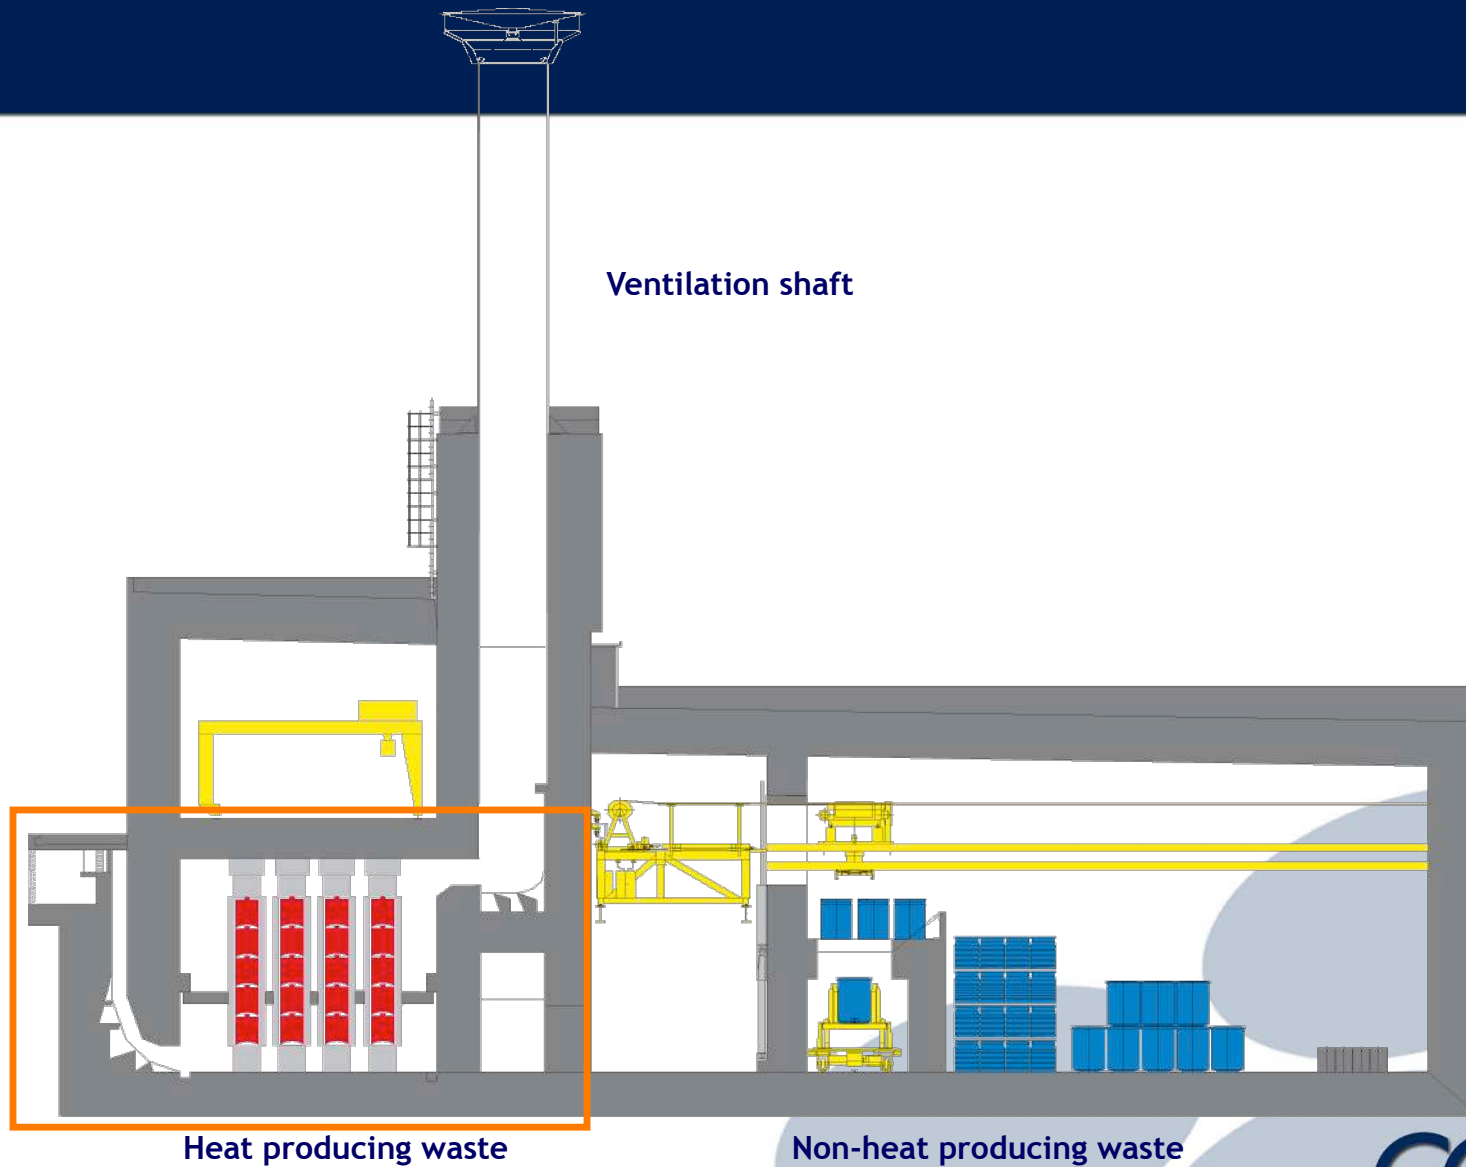 Ventilation shaft
Heat producing waste
Non-heat producing waste